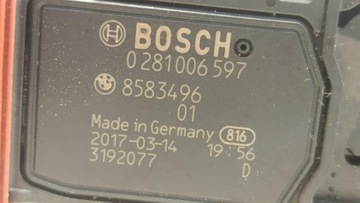 BOSCH
0 281 006 597
8583496
01
Made in Germany 816
2017-03-14 19:56
3192077 D